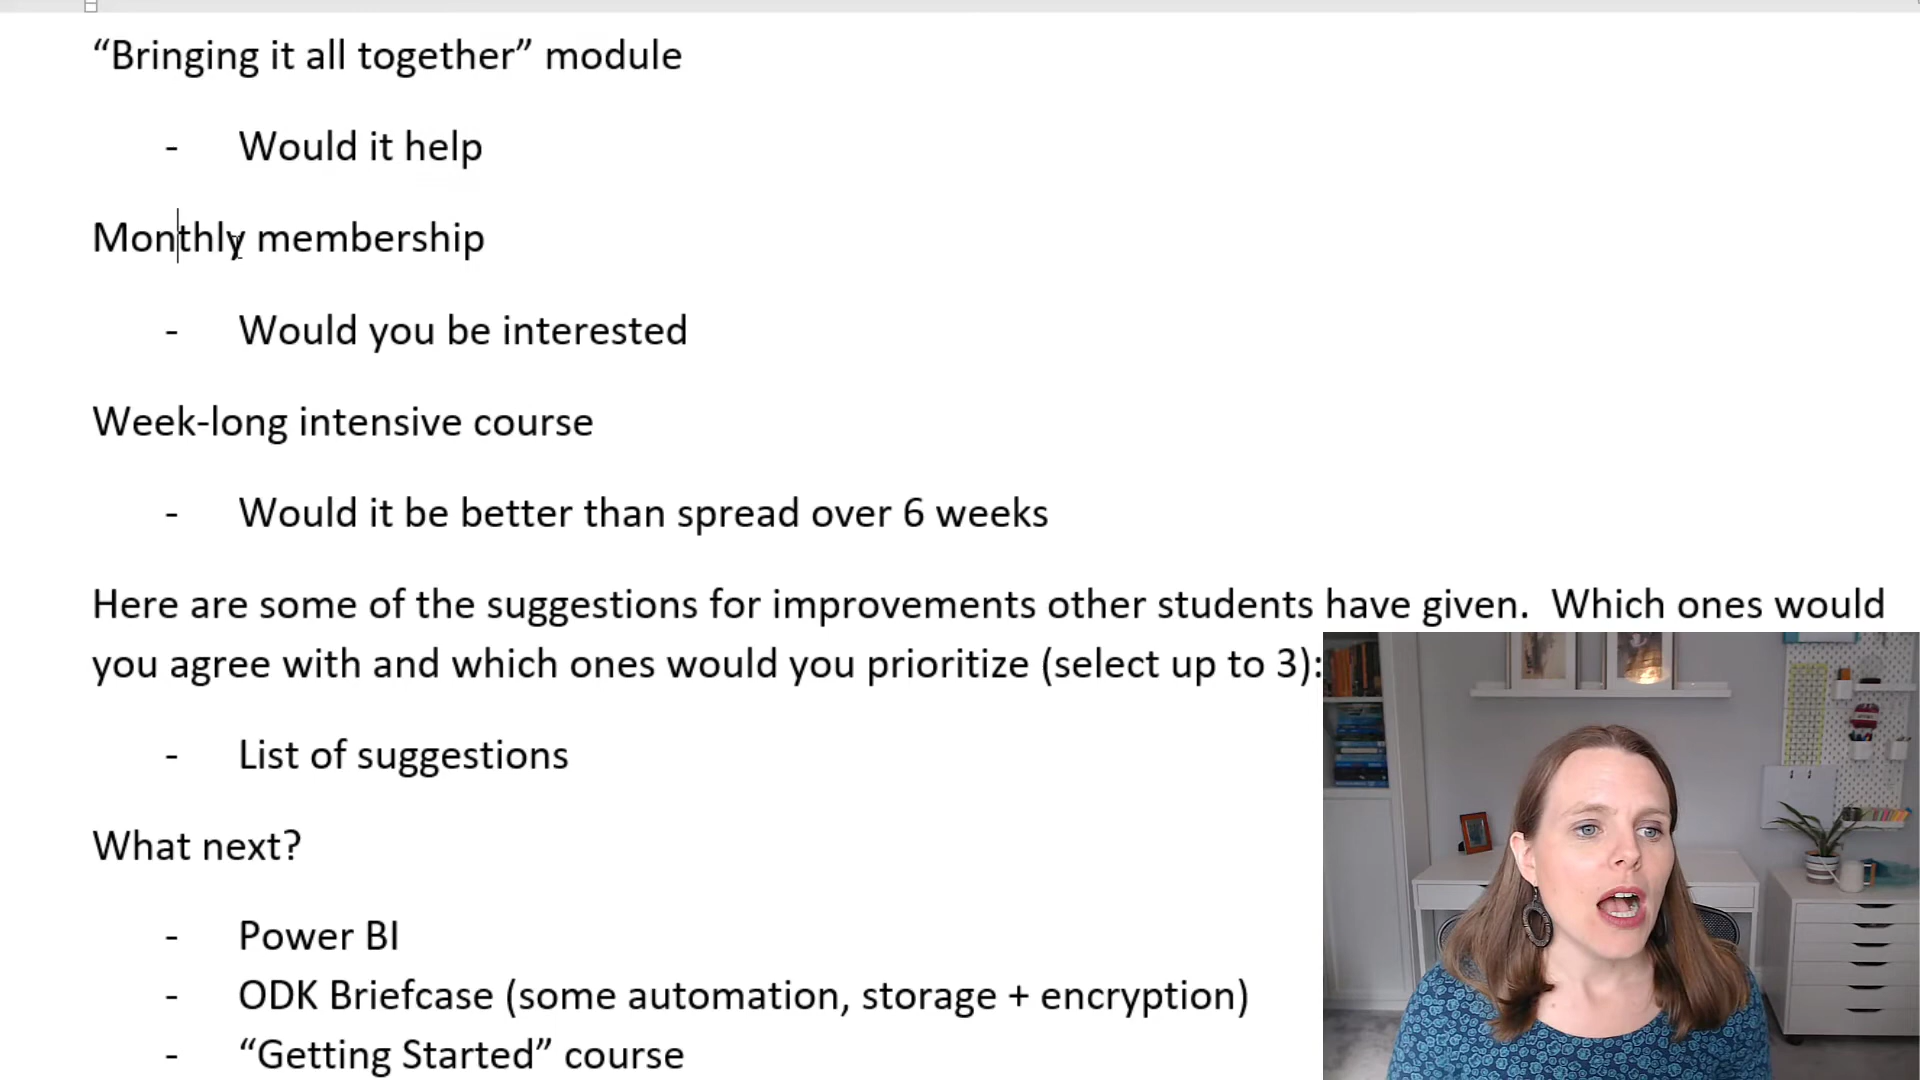 “Bringing it all together” module
- Would it help
Monthly membership
- Would you be interested
Week-long intensive course
- Would it be better than spread over 6 weeks
Here are some of the suggestions for improvements other students have given.  Which ones would
you agree with and which ones would you prioritize (select up to 3):
- List of suggestions
What next?
- Power BI
- ODK Briefcase (some automation, storage + encryption)
- “Getting Started” course